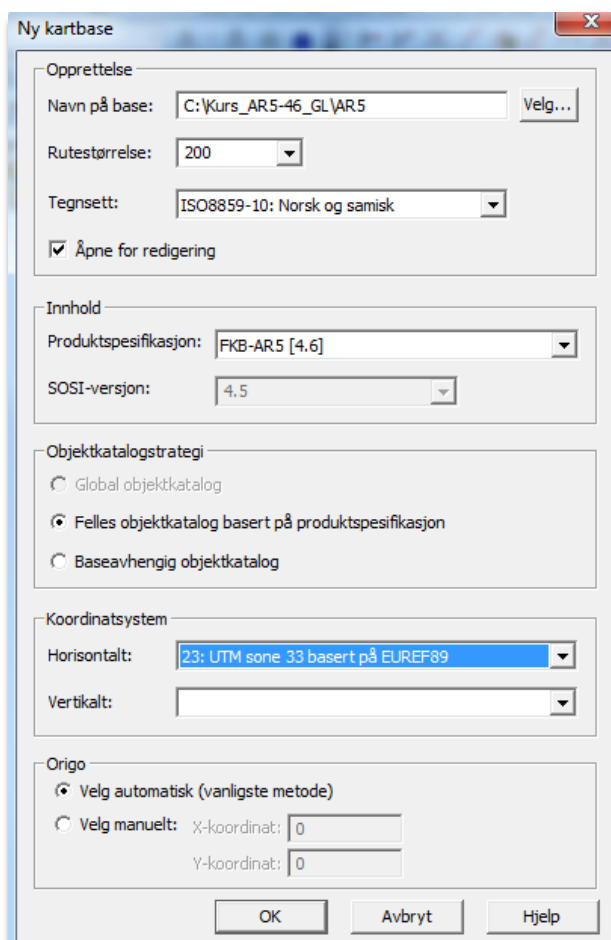 Ny kartbase
Opprettelse
Navn på base: C:\Kurs_AR5-46_GL\AR5 Velg...
Rutestørrelse: 200
Tegnsett: ISO8859-10: Norsk og samisk
Åpne for redigering
Innhold
Produktspesifikasjon: FKB-AR5 [4.6]
SOSI-versjon: 4.5
Objektkatalogstrategi
Global objektkatalog
Felles objektkatalog basert på produktspesifikasjon
Baseavhengig objektkatalog
Koordinatsystem
Horisontalt: 23: UTM sone 33 basert på EUREF89
Vertikalt:
Origo
Velg automatisk (vanligste metode)
Velg manuelt: X-koordinat: 0
Y-koordinat: 0
OK Avbryt Hjelp